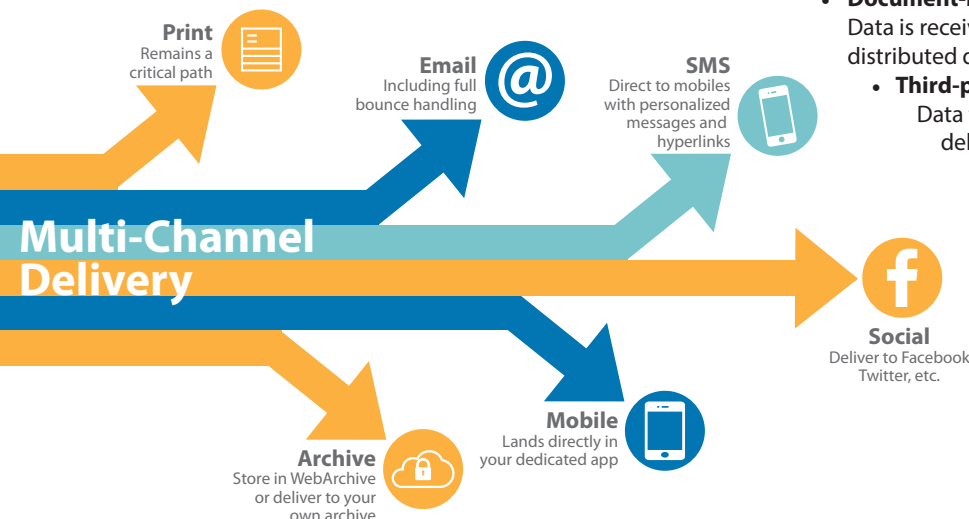 Print
Remains a
critical path
Email
Including full
bounce handling
@
SMS
Direct to mobiles
with personalized
messages and
hyperlinks
Data is
distributed
• Third-
Data
Multi-Channel
Delivery
f
Social
Deliver to Facebook
Twitter, etc.
Mobile
Lands directly in
your dedicated app
Archive
Store in WebArchive
or deliver to your
own archive